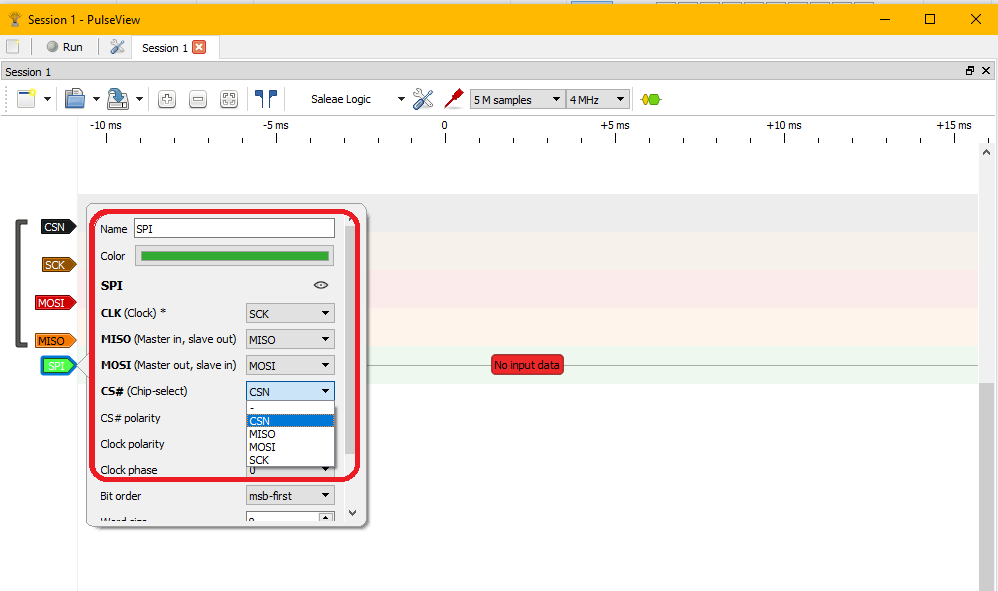 Session 1 - PulseView
Run
Session 1
Session 1
Saleae Logic
5 M samples
4 MHz
-10 ms
-5 ms
0
+5 ms
+10 ms
+15 ms
CSN
SCK
MOSI
MISO
SPI
Name
SPI
Color
SPI
CLK (Clock) *
SCK
MISO (Master in, slave out)
MISO
MOSI (Master out, slave in)
MOSI
CS# (Chip-select)
CSN
-
CSN
MISO
MOSI
SCK
CS# polarity
Clock polarity
Clock phase
0
Bit order
msb-first
No input data